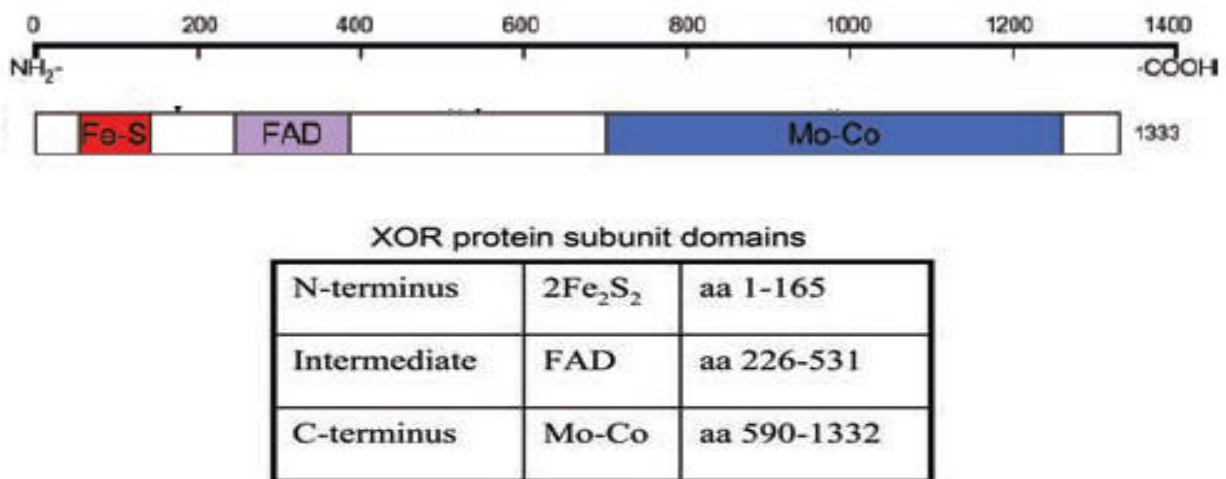 0 200 400 600 800 1000 1200 1400
NH₂- -COOH
Fe-S FAD Mo-Co 1333
XOR protein subunit domains
N-terminus 2Fe₂S₂ aa 1-165
Intermediate FAD aa 226-531
C-terminus Mo-Co aa 590-1332